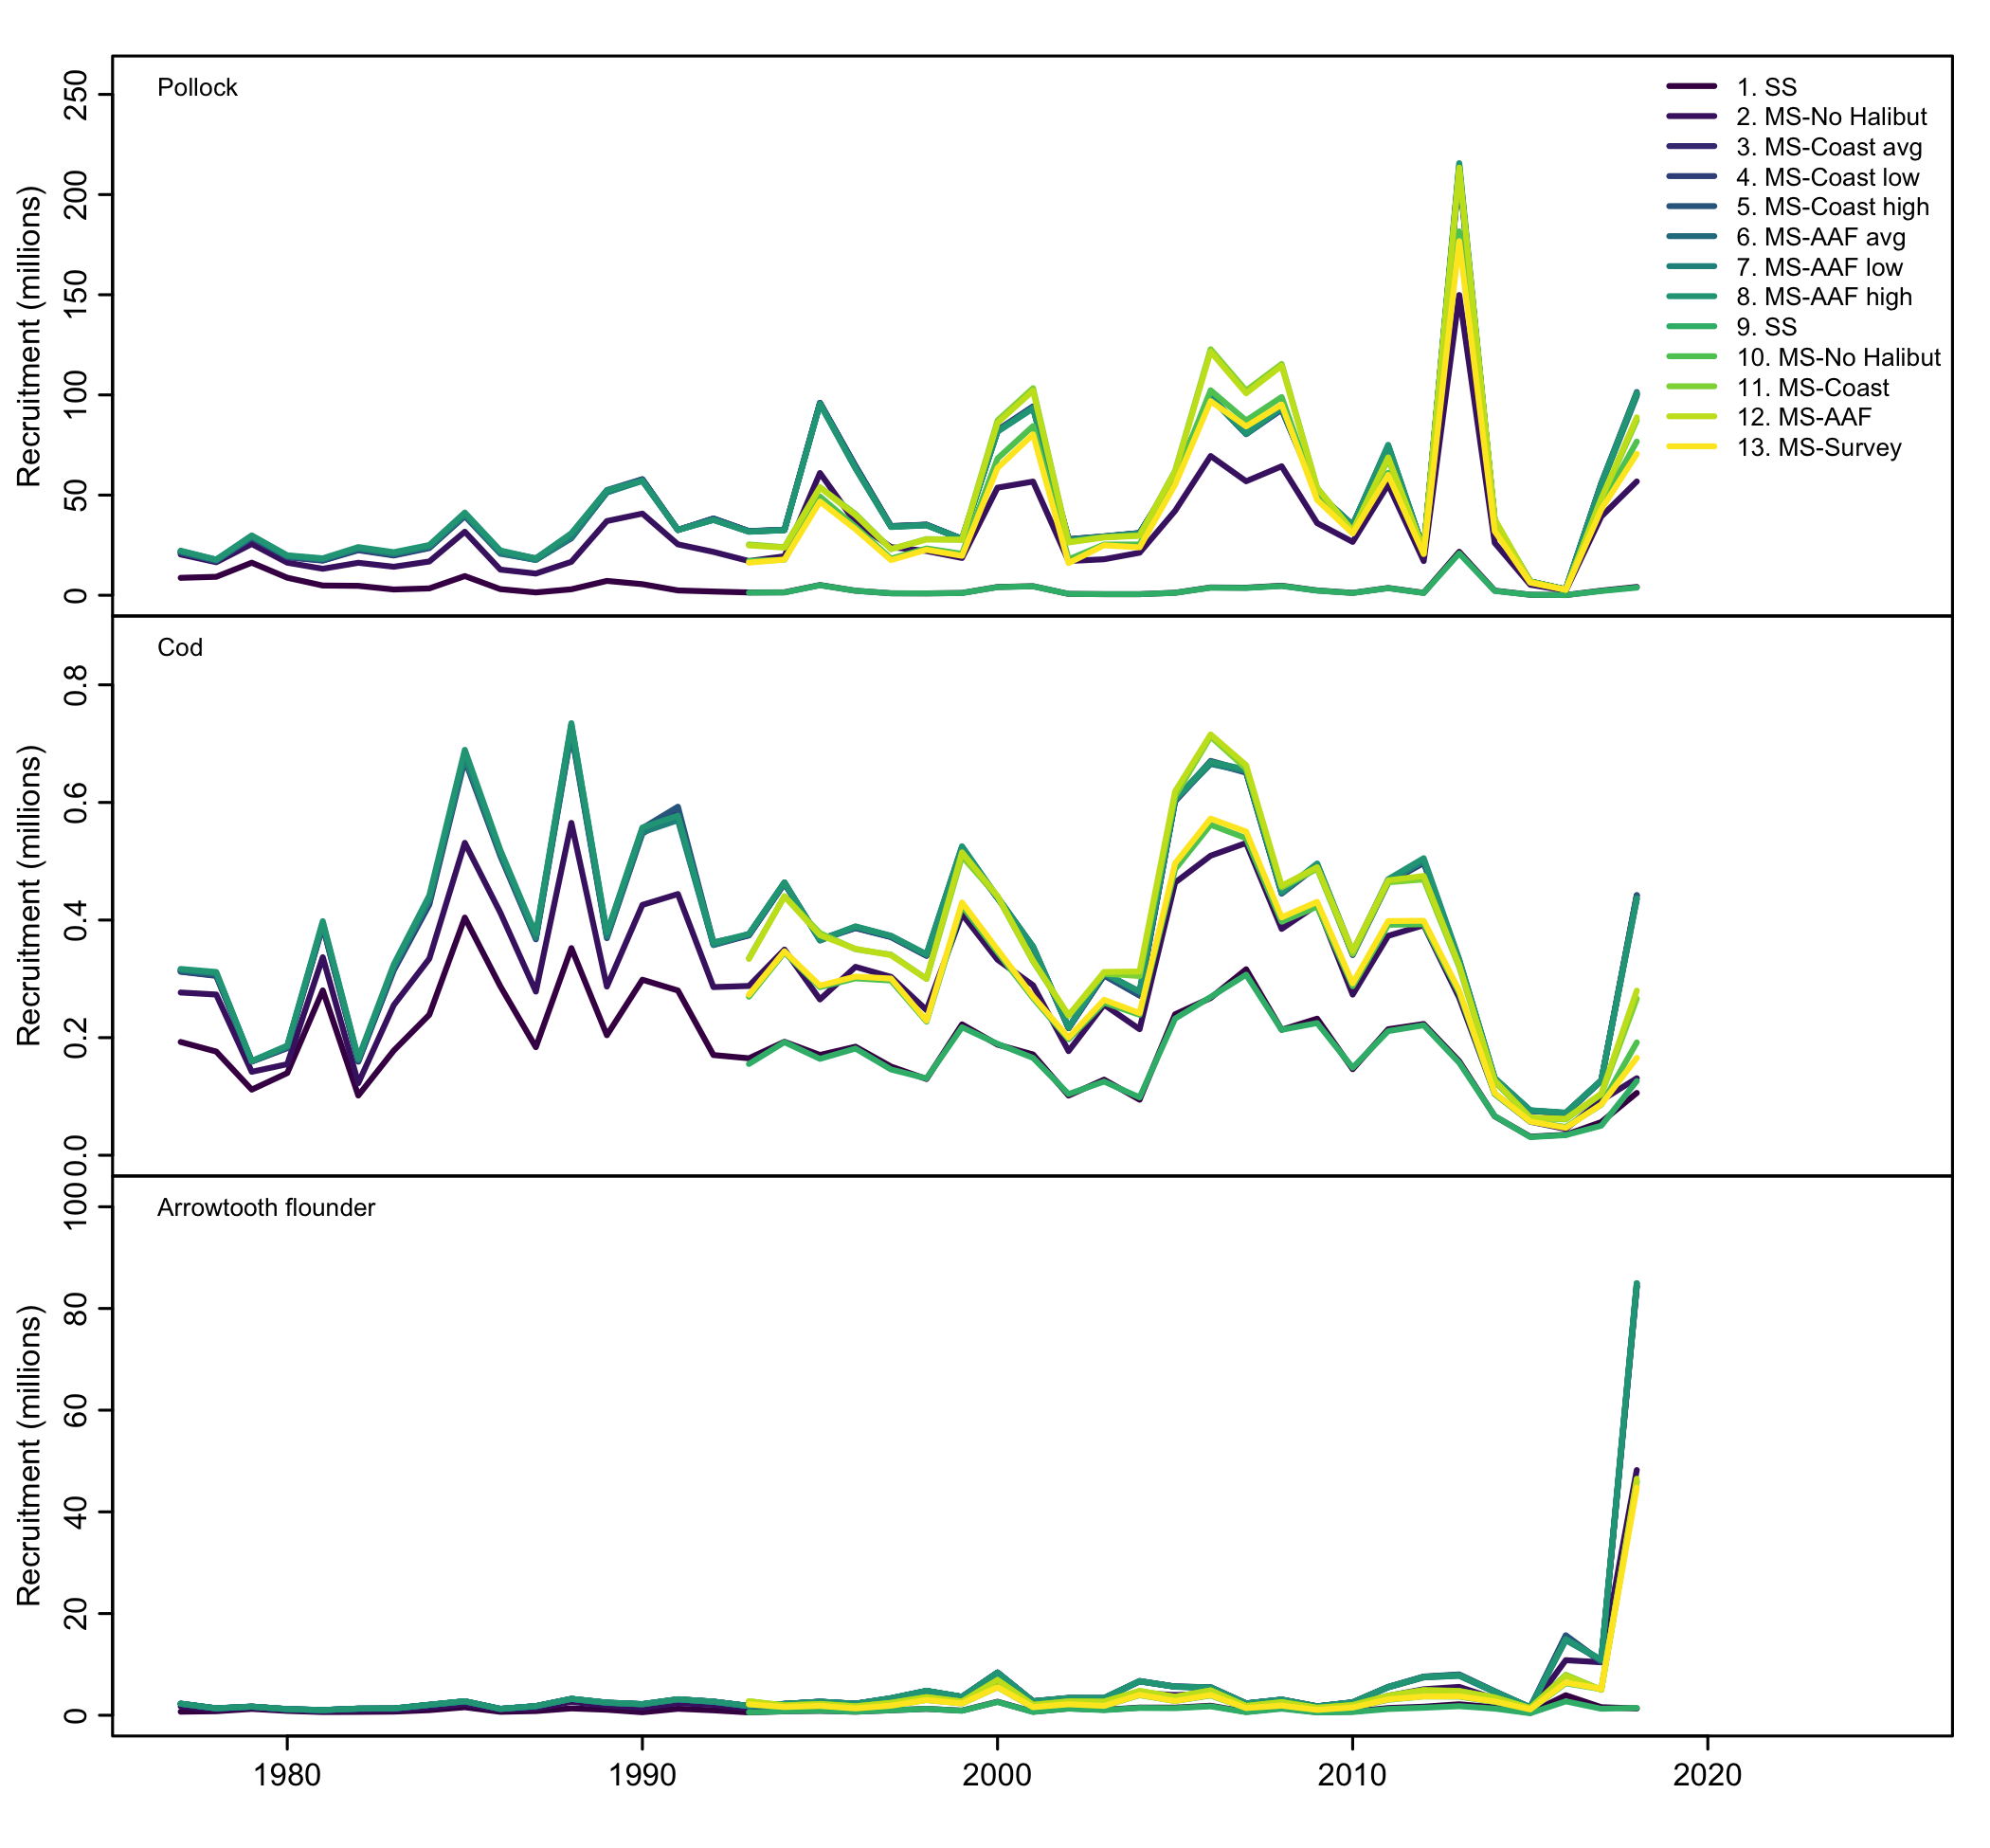 Pollock
Recruitment (millions)
250
200
150
100
50
0
1. SS
2. MS-No Halibut
3. MS-Coast avg
4. MS-Coast low
5. MS-Coast high
6. MS-AAF avg
7. MS-AAF low
8. MS-AAF high
9. SS
10. MS-No Halibut
11. MS-Coast
12. MS-AAF
13. MS-Survey
Cod
Recruitment (millions)
0.8
0.6
0.4
0.2
0.0
Arrowtooth flounder
Recruitment (millions)
100
80
60
40
20
0
1980 1990 2000 2010 2020